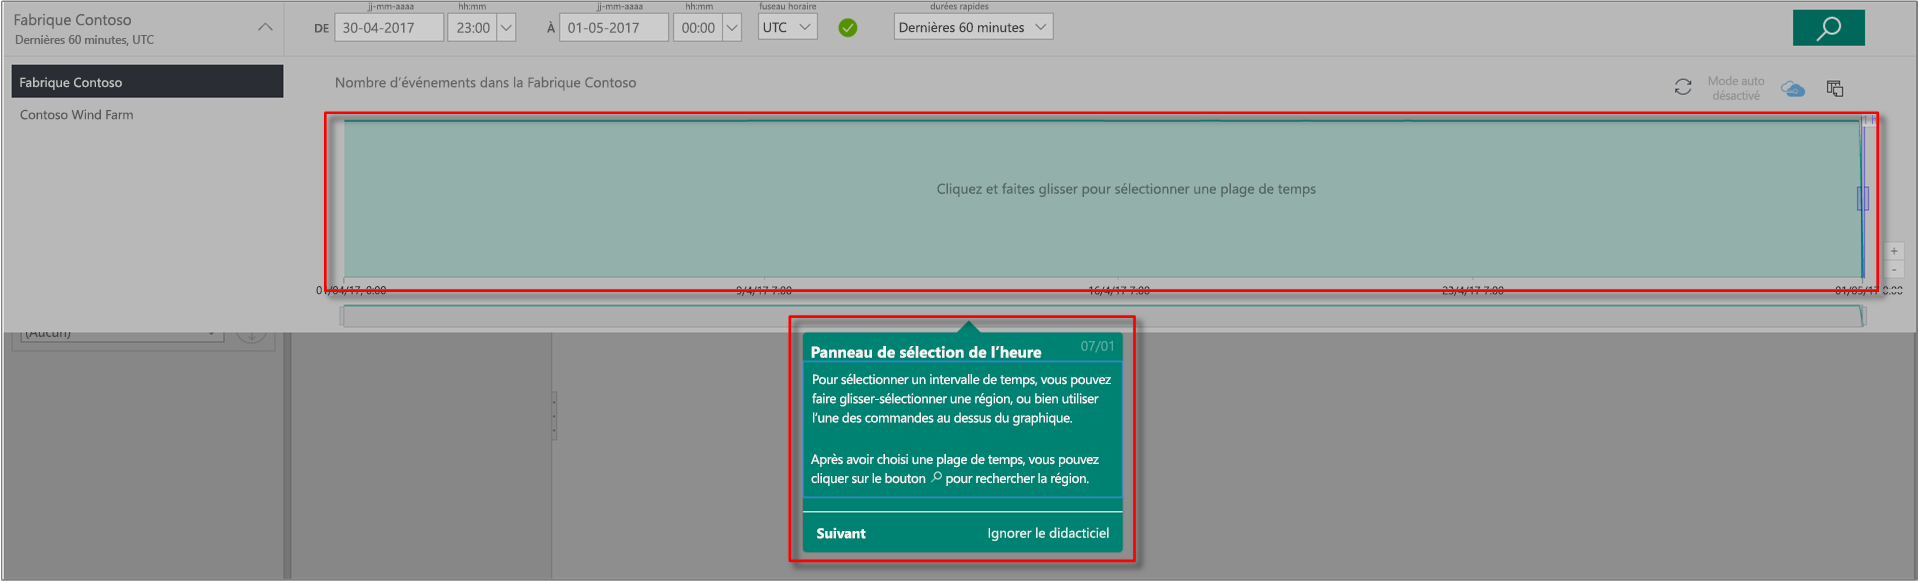 Fabrique Contoso
Dernières 60 minutes, UTC
jj-mm-aaaa
hh:mm
jj-mm-aaaa
hh:mm
fuseau horaire
durées rapides
DE
30-04-2017
23:00
À
01-05-2017
00:00
UTC
Dernières 60 minutes
Fabrique Contoso
Contoso Wind Farm
Nombre d'événements dans la Fabrique Contoso
Mode auto
désactivé
Cliquez et faites glisser pour sélectionner une plage de temps
+
-
01/04/17, 0:00
9/4/17 7:00
16/4/17 7:00
23/4/17 7:00
01/05/17 0:00
(Aucun)
Panneau de sélection de l'heure
07/01
Pour sélectionner un intervalle de temps, vous pouvez
faire glisser-sélectionner une région, ou bien utiliser
l'une des commandes au dessus du graphique.
Après avoir choisi une plage de temps, vous pouvez
cliquer sur le bouton pour rechercher la région.
Suivant
Ignorer le didacticiel